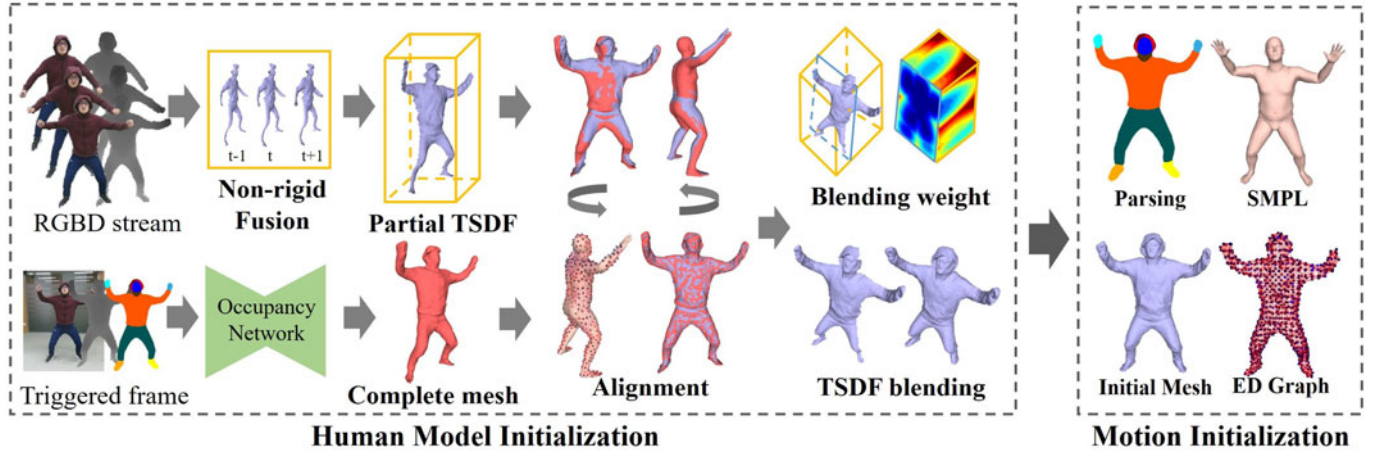 RGBD stream
t-1
t
t+1
Non-rigid
Fusion
Partial TSDF
Blending weight
Parsing
SMPL
Triggered frame
Occupancy
Network
Complete mesh
Alignment
TSDF blending
Initial Mesh
ED Graph
Human Model Initialization
Motion Initialization